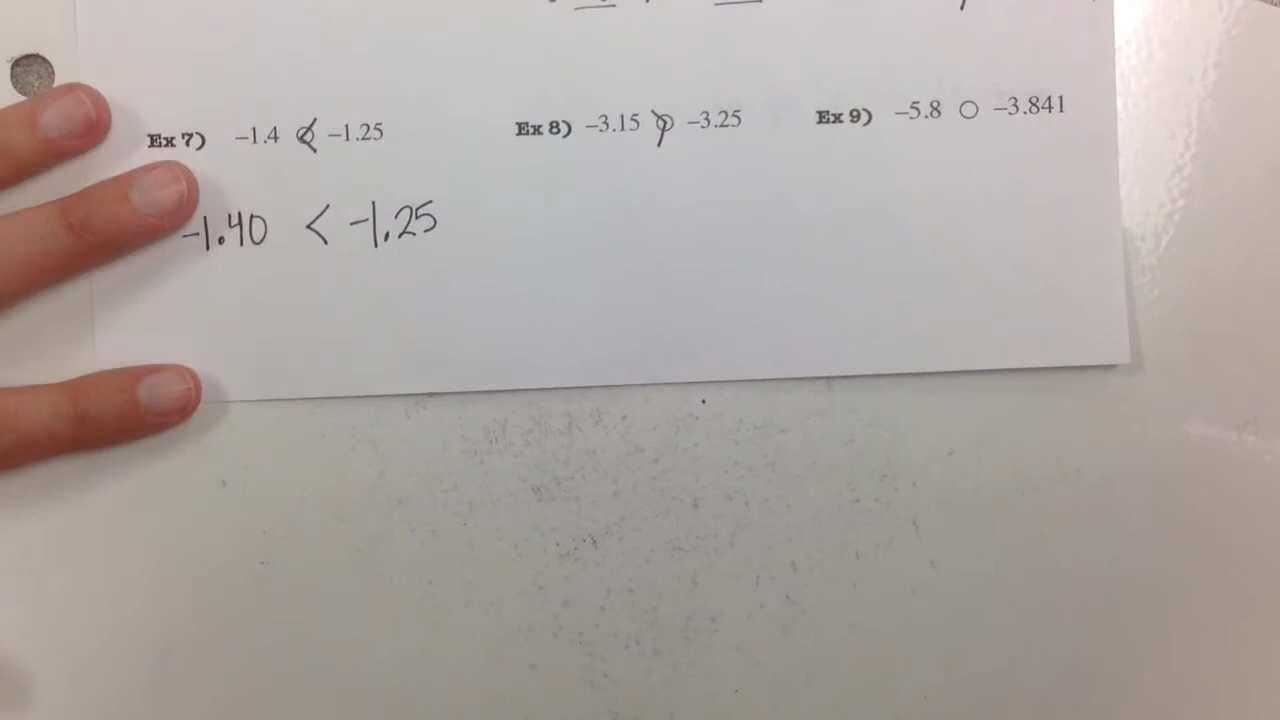 Ex 7) –1.4 < –1.25 Ex 8) –3.15 > –3.25 Ex 9) –5.8 ○ –3.841
-1.40 < -1.25